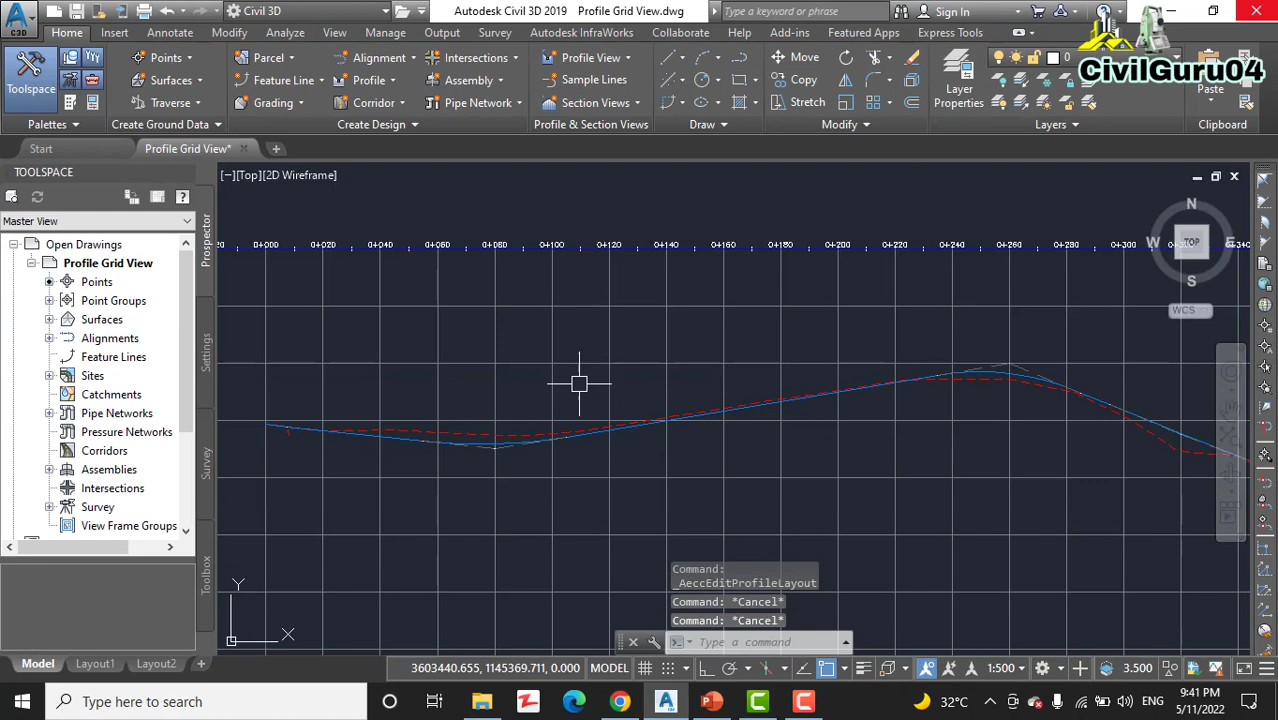 C3D
Civil 3D
Autodesk Civil 3D 2019 Profile Grid View.dwg
Type a keyword or phrase
Sign In
Home Insert Annotate Modify Analyze View Manage Output Survey Autodesk InfraWorks Collaborate Help Add-ins Featured Apps Express Tools
CivilGuru04
Toolspace
Points
Surfaces
Traverse
Parcel
Feature Line
Grading
Alignment
Profile
Corridor
Intersections
Assembly
Pipe Network
Profile View
Sample Lines
Section Views
Move
Copy
Stretch
Layer
Properties
0
Paste
Palettes
Create Ground Data
Create Design
Profile & Section Views
Draw
Modify
Layers
Clipboard
Start
Profile Grid View*
TOOLSPACE
Master View
Open Drawings
Profile Grid View
Points
Point Groups
Surfaces
Alignments
Feature Lines
Sites
Catchments
Pipe Networks
Pressure Networks
Corridors
Assemblies
Intersections
Survey
View Frame Groups
Prospector
Settings
Survey
Toolbox
[−][Top][2D Wireframe]
0+000 0+020 0+040 0+060 0+080 0+100 0+120 0+140 0+160 0+180 0+200 0+220 0+240 0+260 0+280 0+300
N
W TOP E
S
WCS
Y
X
Command:
_AeccEditProfileLayout
Command: *Cancel*
Command: *Cancel*
Type a command
Model Layout1 Layout2
3603440.655, 1145369.711, 0.000 MODEL
1:500
3.500
Type here to search
32°C
ENG
9:41 PM
5/11/2022